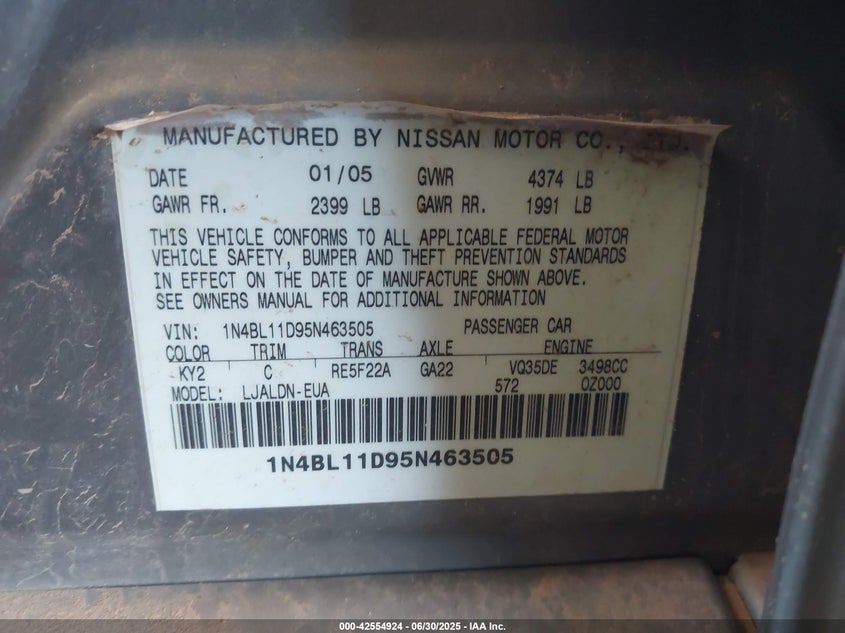 MANUFACTURED BY NISSAN MOTOR CO., LTD.
DATE 01/05 GVWR 4374 LB
GAWR FR. 2399 LB GAWR RR. 1991 LB
THIS VEHICLE CONFORMS TO ALL APPLICABLE FEDERAL MOTOR
VEHICLE SAFETY, BUMPER AND THEFT PREVENTION STANDARDS
IN EFFECT ON THE DATE OF MANUFACTURE SHOWN ABOVE.
SEE OWNERS MANUAL FOR ADDITIONAL INFORMATION
VIN: 1N4BL11D95N463505 PASSENGER CAR
COLOR TRIM TRANS AXLE ENGINE
KY2 C RE5F22A GA22 VQ35DE 3498CC
MODEL: LJALDN-EUA 572 0Z000
1N4BL11D95N463505
000-42554924 - 06/30/2025 - IAA Inc.